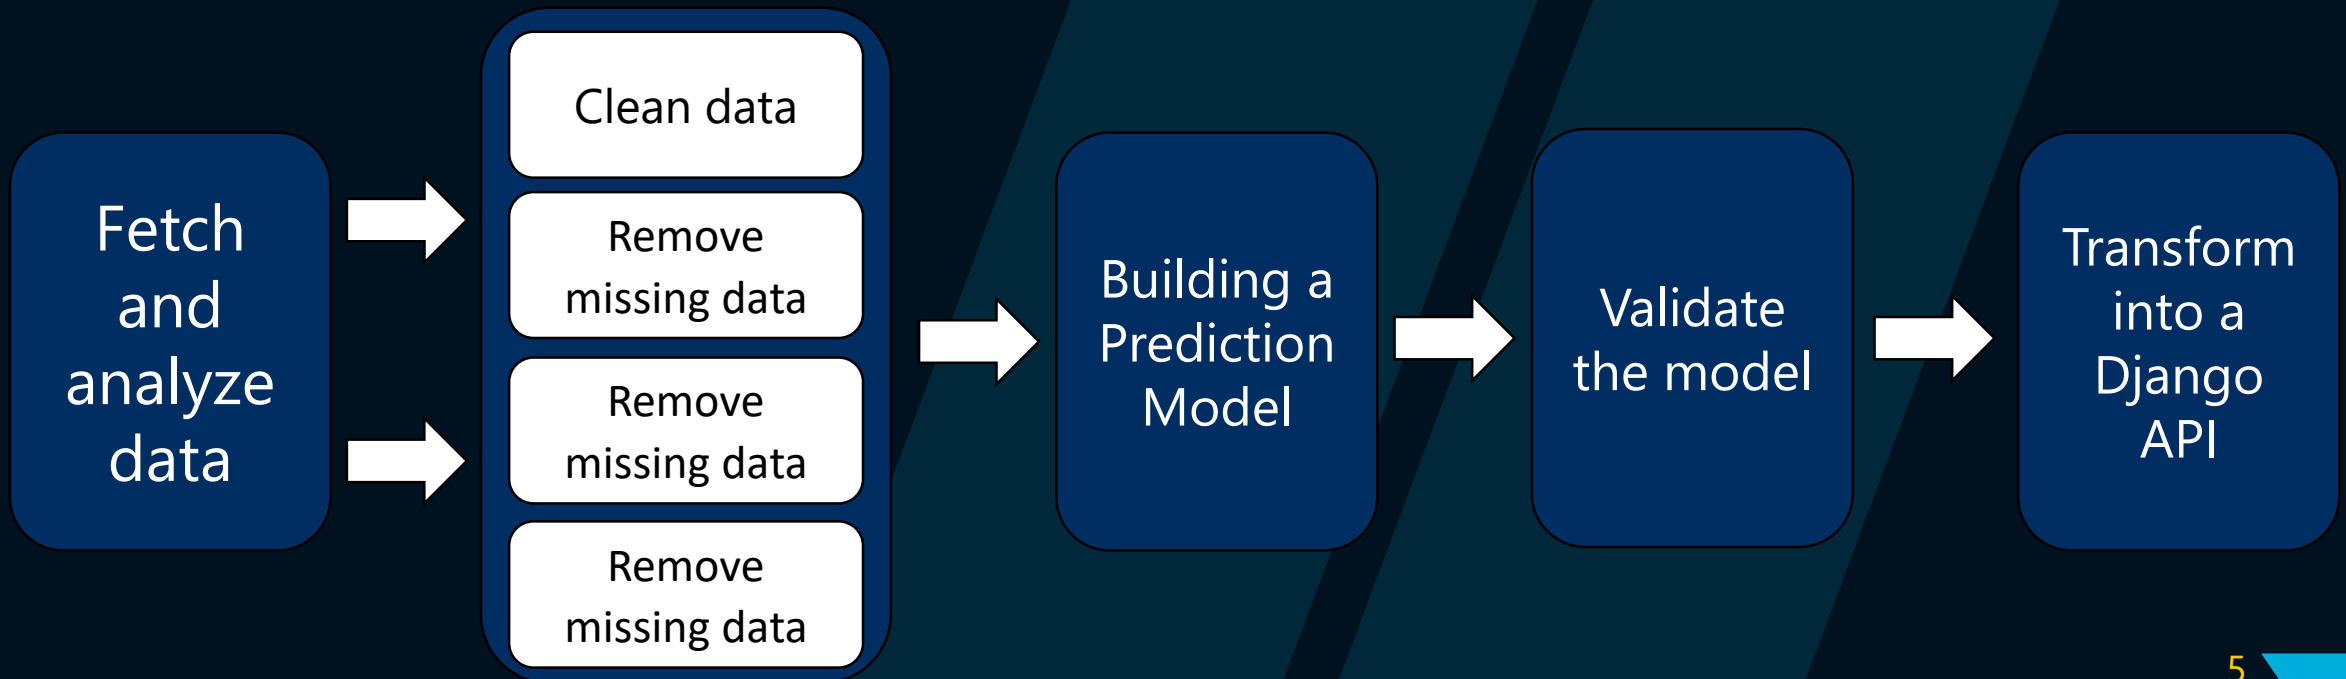 Fetch
and
analyze
data
Clean data
Remove
missing data
Remove
missing data
Remove
missing data
Building a
Prediction
Model
Validate
the model
Transform
into a
Django
API
5